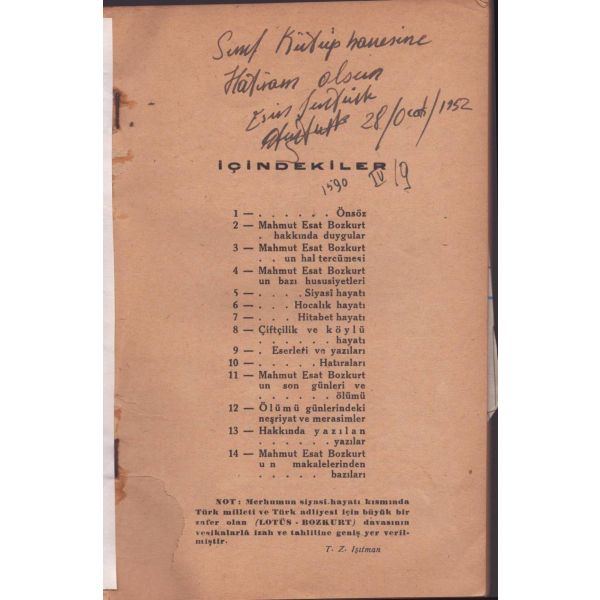 Sınıf Kütüphanesine
Hatıram olsun
28/Ocak/1952
İÇİNDEKİLER
1590 IV/9
1 — . . . . . . Önsöz
2 — Mahmut Esat Bozkurt
. hakkında duygular
3 — Mahmut Esat Bozkurt
. . un hal tercümesi
4 — Mahmut Esat Bozkurt
un bazı hususiyetleri
5 — . . . . Siyasî hayatı
6 — . . . Hocalık hayatı
7 — . . . Hitabet hayatı
8 — Çiftçilik ve köylü
. . . . . . . hayatı
9 — . Eserleri ve yazıları
10 — . . . . . Hatıraları
11 — Mahmut Esat Bozkurt
un son günleri ve
. . . . . . . ölümü
12 — Ölümü günlerindeki
neşriyat ve merasimler
13 — Hakkında yazılan
. . . . . . yazılar
14 — Mahmut Esat Bozkurt
un makalelerinden
. . . . . . bazıları
NOT : Merhumun siyasi hayatı kısmında
Türk milleti ve Türk adliyesi için büyük bir
zafer olan (LOTÜS - BOZKURT) davasının
vesikalarla izah ve tahliline geniş yer veril-
miştir.
T. Z. Işıtman